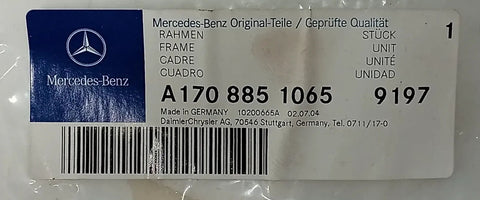 Mercedes-Benz Original-Teile / Geprüfte Qualität
RAHMEN STÜCK 1
FRAME UNIT
CADRE UNITÉ
CUADRO UNIDAD
Mercedes-Benz
A170 885 1065 9197
Made in GERMANY 10200665A 02.07.04
DaimlerChrysler AG, 70546 Stuttgart, Germany, Tel. 0711/17-0